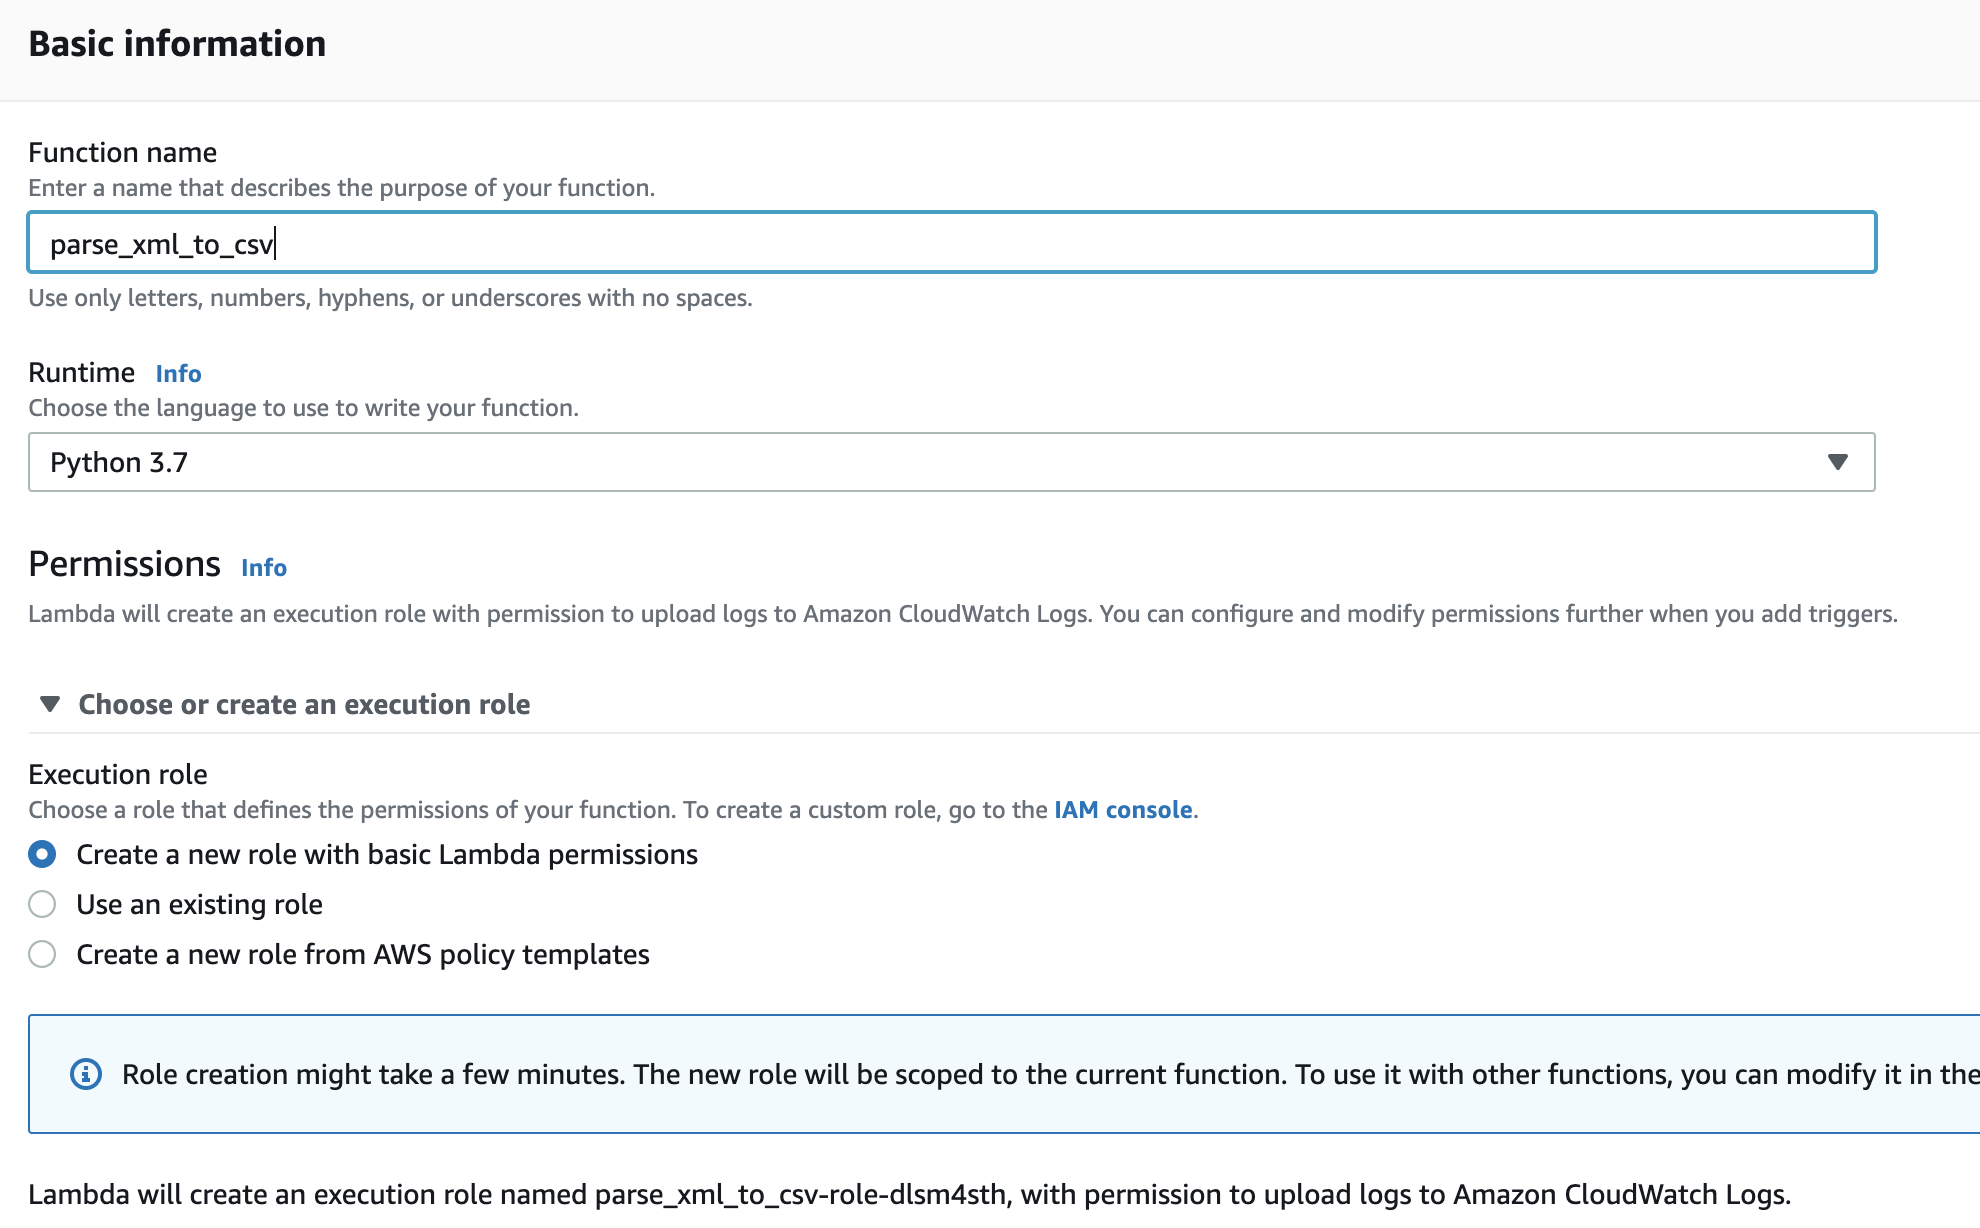 Basic information
Function name
Enter a name that describes the purpose of your function.
parse_xml_to_csv
Use only letters, numbers, hyphens, or underscores with no spaces.
Runtime Info
Choose the language to use to write your function.
Python 3.7
Permissions Info
Lambda will create an execution role with permission to upload logs to Amazon CloudWatch Logs. You can configure and modify permissions further when you add triggers.
Choose or create an execution role
Execution role
Choose a role that defines the permissions of your function. To create a custom role, go to the IAM console.
Create a new role with basic Lambda permissions
Use an existing role
Create a new role from AWS policy templates
Role creation might take a few minutes. The new role will be scoped to the current function. To use it with other functions, you can modify it in the
Lambda will create an execution role named parse_xml_to_csv-role-dlsm4sth, with permission to upload logs to Amazon CloudWatch Logs.